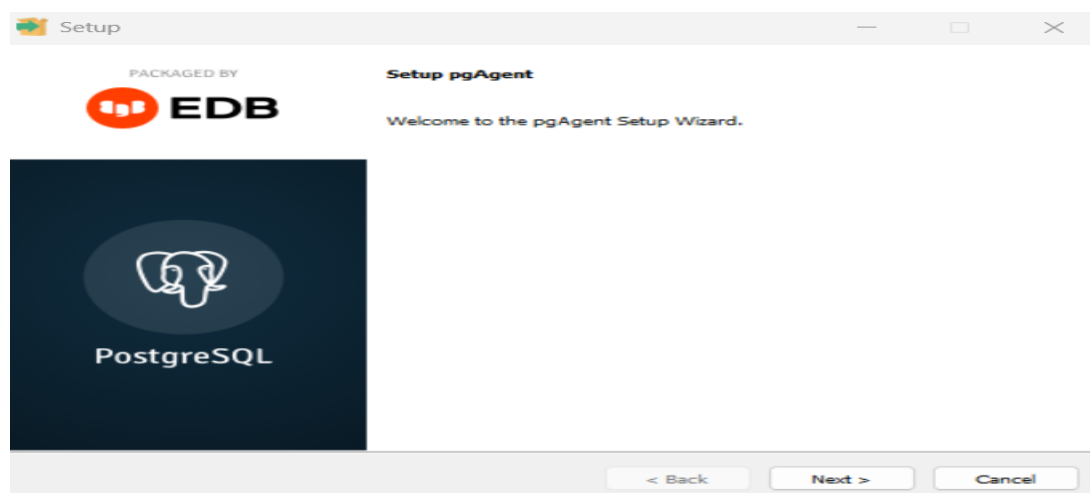 Setup
PACKAGED BY
EDB
Setup pgAgent
Welcome to the pgAgent Setup Wizard.
PostgreSQL
< Back
Next >
Cancel